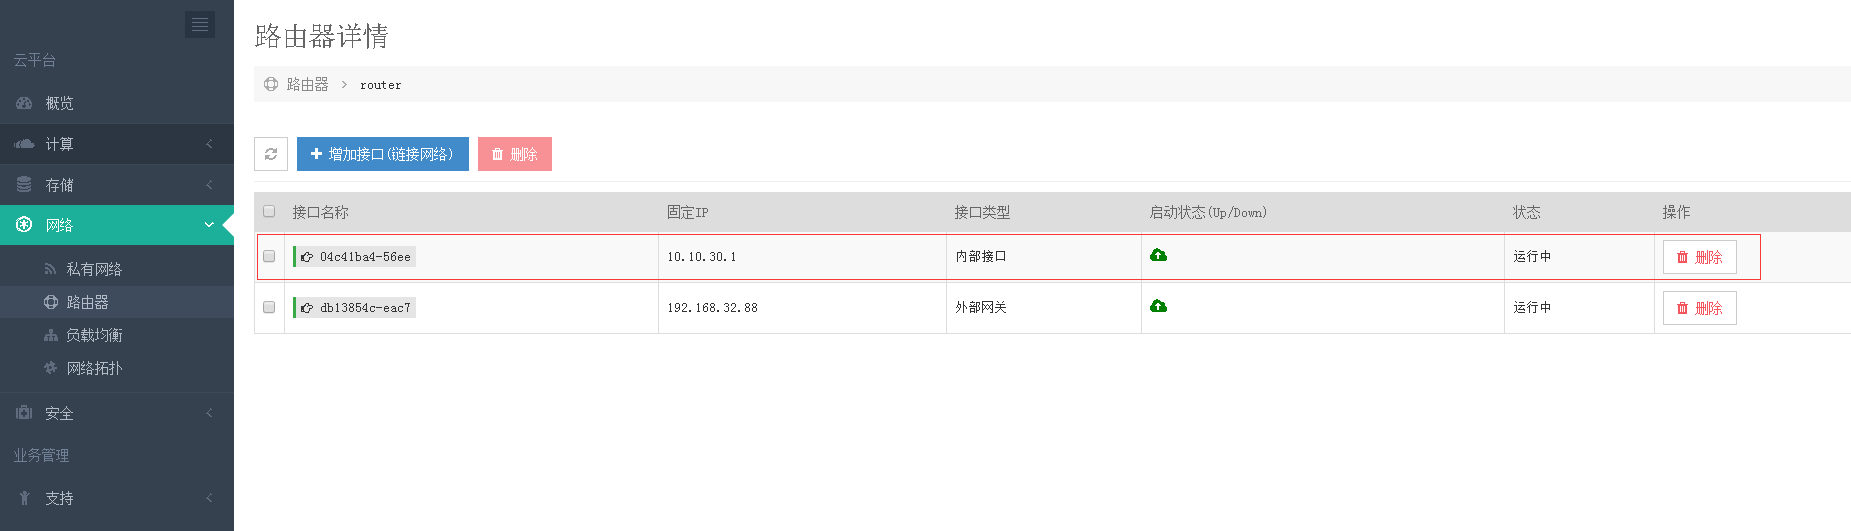 云平台
概览
计算
存储
网络
私有网络
路由器
负载均衡
网络拓扑
安全
业务管理
支持
路由器详情
路由器 > router
增加接口(链接网络) 删除
接口名称 固定IP 接口类型 启动状态(Up/Down) 状态 操作
04c41ba4-56ee 10.10.30.1 内部接口 运行中 删除
db13854c-eac7 192.168.32.88 外部网关 运行中 删除